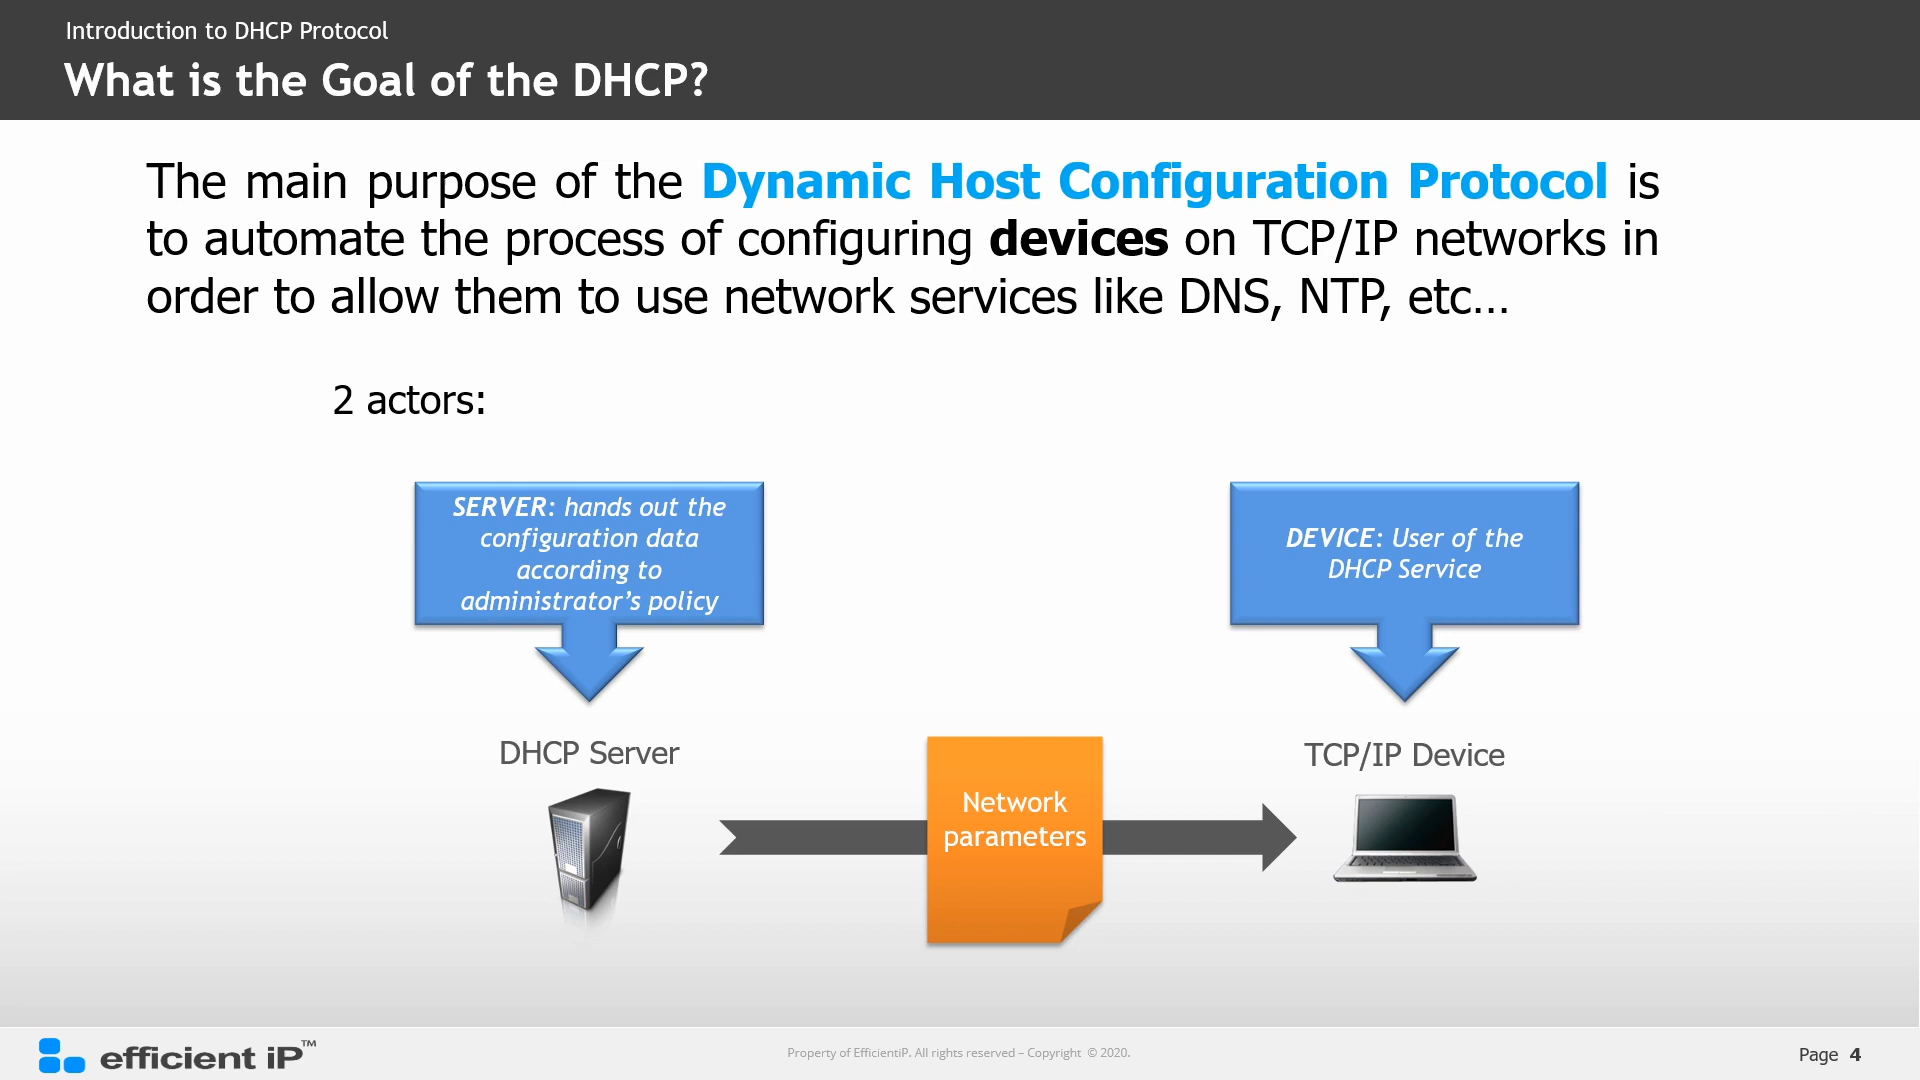 Introduction to DHCP Protocol
What is the Goal of the DHCP?
The main purpose of the Dynamic Host Configuration Protocol is
to automate the process of configuring devices on TCP/IP networks in
order to allow them to use network services like DNS, NTP, etc...
2 actors:
SERVER: hands out the
configuration data
according to
administrator’s policy
DEVICE: User of the
DHCP Service
DHCP Server
TCP/IP Device
Network
parameters
efficient iP™
Property of EfficientiP. All rights reserved – Copyright © 2020.
Page 4